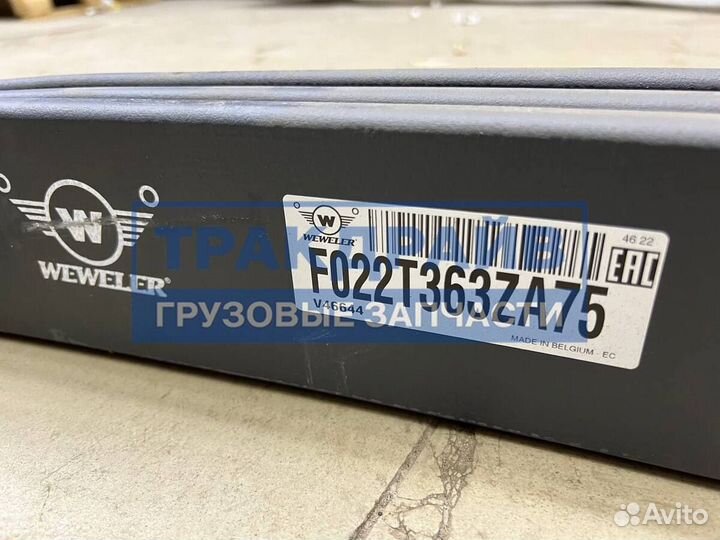 W
WEWELER®
W
WEWELER
46 22
EAC
F022T363ZA75
V46644
MADE IN BELGIUM - EC
ТРАКДРАЙВ
ГРУЗОВЫЕ ЗАПЧАСТИ
Avito